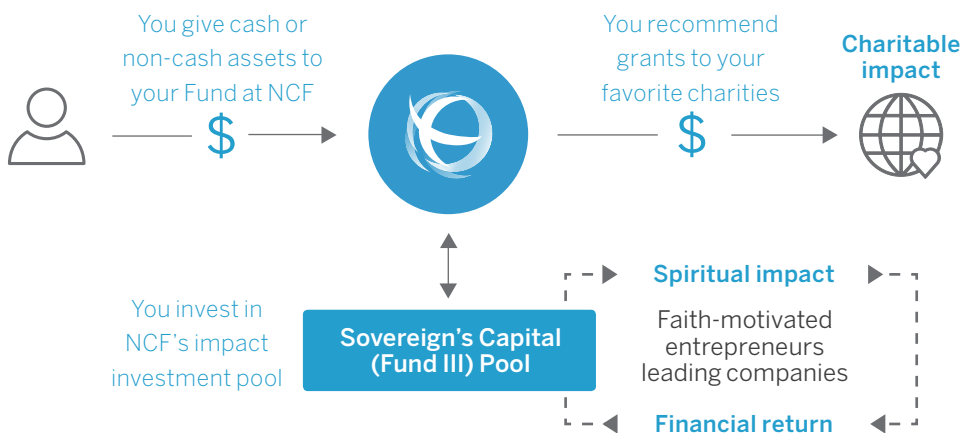 You give cash or
non-cash assets to
your Fund at NCF
$
You recommend
grants to your
favorite charities
$
Charitable
impact
You invest in
NCF's impact
investment pool
Sovereign's Capital
(Fund III) Pool
Spiritual impact
Faith-motivated
entrepreneurs
leading companies
Financial return